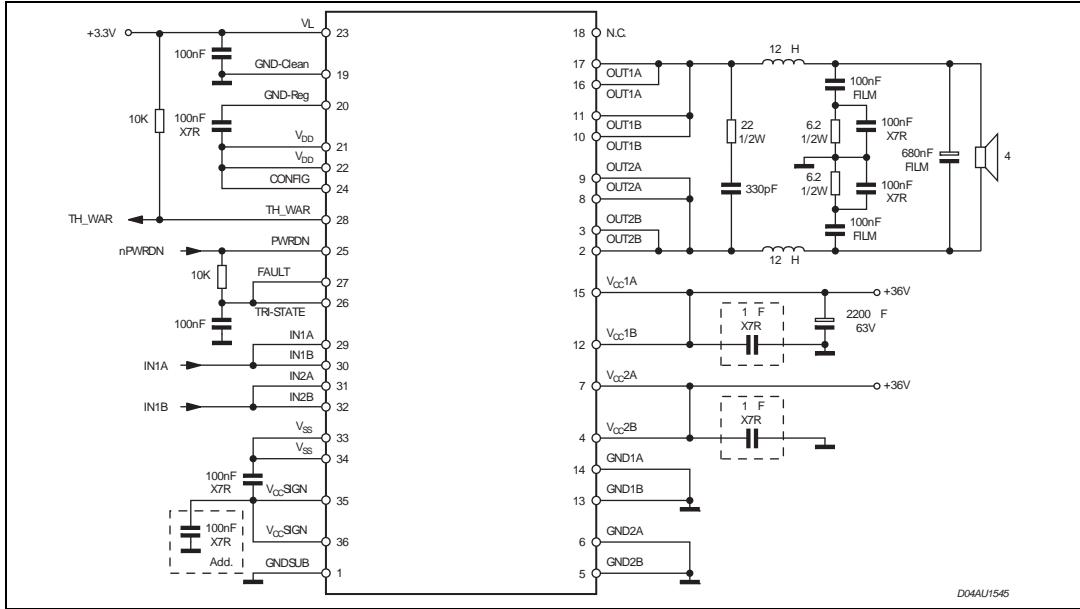 +3.3V
VL
23
100nF
GND-Clean
19
GND-Reg
20
10K
100nF
X7R
VDD
21
VDD
22
CONFIG
24
TH_WAR
TH_WAR
28
nPWRDN
PWRDN
25
10K
FAULT
27
TRI-STATE
26
100nF
IN1A
29
IN1A
IN1B
30
IN2A
31
IN1B
IN2B
32
VSS
33
VSS
34
100nF
X7R
VCCSIGN
35
100nF
X7R
Add.
VCCSIGN
36
GNDSUB
1
18 N.C.
17
OUT1A
16
OUT1A
11
OUT1B
10
OUT1B
9
OUT2A
8
OUT2A
3
OUT2B
2
OUT2B
12 H
22
1/2W
330pF
12 H
100nF
FILM
6.2
1/2W
100nF
X7R
6.2
1/2W
100nF
X7R
100nF
FILM
680nF
FILM
4
15
VCC1A
+36V
1 F
X7R
2200 F
63V
12
VCC1B
7
VCC2A
+36V
1 F
X7R
4
VCC2B
14
GND1A
13
GND1B
6
GND2A
5
GND2B
D04AU1545